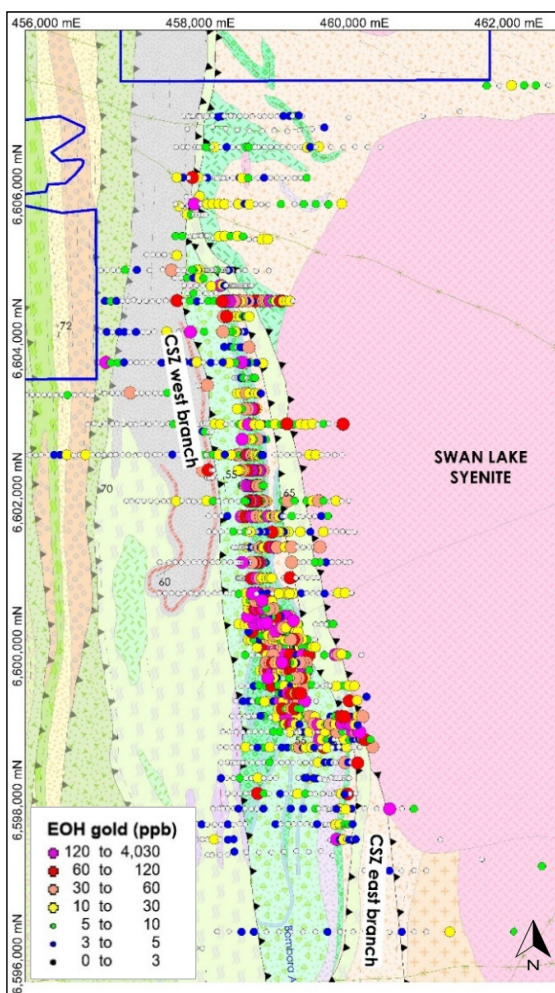 456,000 mE
458,000 mE
460,000 mE
462,000 mE
6,606,000 mN
6,604,000 mN
72
CSZ west branch
55
65
SWAN LAKE
SYENITE
70
6,602,000 mN
60
6,600,000 mN
55
6,598,000 mN
EOH gold (ppb)
120 to 4,030
60 to 120
30 to 60
10 to 30
5 to 10
3 to 5
0 to 3
CSZ east branch
Bombora A
6,596,000 mN
N